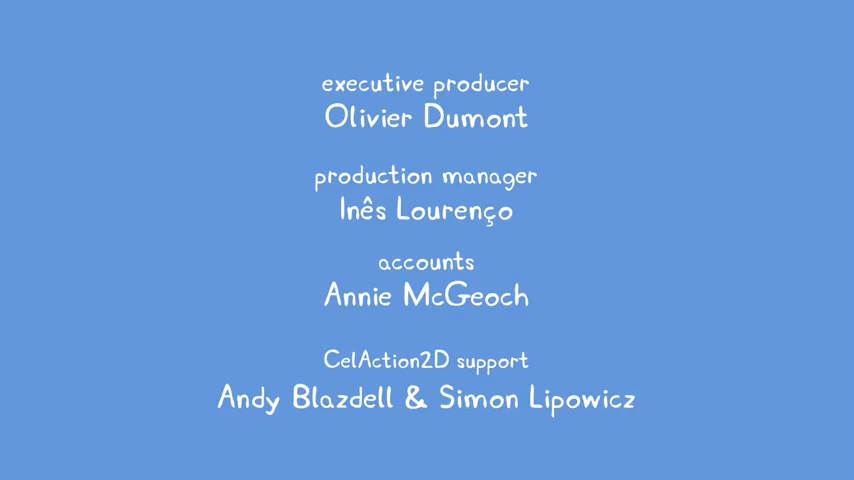 executive producer
Olivier Dumont
production manager
Inês Lourenço
accounts
Annie McGeoch
CelAction2D support
Andy Blazdell & Simon Lipowicz